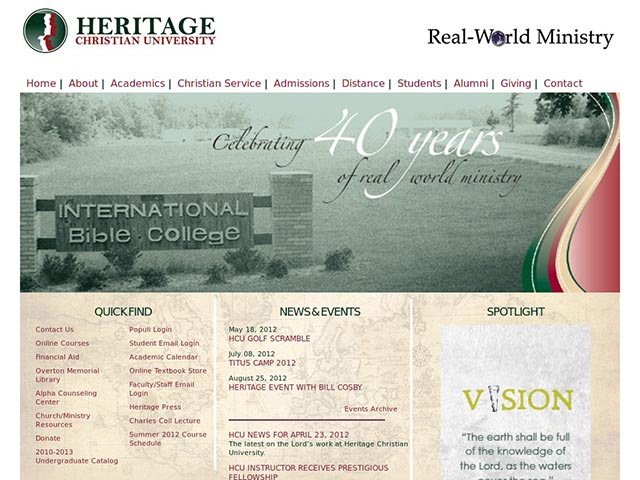 HERITAGE
CHRISTIAN UNIVERSITY
Real-World Ministry
Home | About | Academics | Christian Service | Admissions | Distance | Students | Alumni | Giving | Contact
Celebrating 40 years
of real world ministry
INTERNATIONAL
Bible · College
QUICK FIND
Contact Us
Online Courses
Financial Aid
Overton Memorial
Library
Alpha Counseling
Center
Church/Ministry
Resources
Donate
2010-2013
Undergraduate Catalog
Populi Login
Student Email Login
Academic Calendar
Online Textbook Store
Faculty/Staff Email
Login
Heritage Press
Charles Coil Lecture
Summer 2012 Course
Schedule
NEWS & EVENTS
May 18, 2012
HCU GOLF SCRAMBLE
July 08, 2012
TITUS CAMP 2012
August 25, 2012
HERITAGE EVENT WITH BILL COSBY
Events Archive
HCU NEWS FOR APRIL 23, 2012
The latest on the Lord's work at Heritage Christian
University.
HCU INSTRUCTOR RECEIVES PRESTIGIOUS
FELLOWSHIP
SPOTLIGHT
VISION
"The earth shall be full
of the knowledge of
the Lord, as the waters
cover the sea."